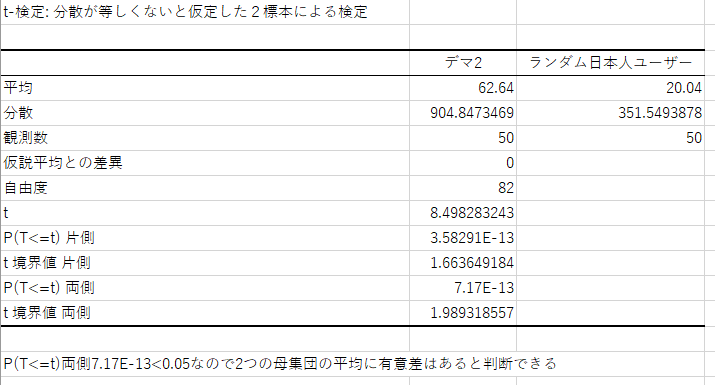 t-検定: 分散が等しくないと仮定した２標本による検定
デマ2 ランダム日本人ユーザー
平均 62.64 20.04
分散 904.8473469 351.5493878
観測数 50 50
仮説平均との差異 0
自由度 82
t 8.498283243
P(T<=t) 片側 3.58291E-13
t 境界値 片側 1.663649184
P(T<=t) 両側 7.17E-13
t 境界値 両側 1.989318557
P(T<=t)両側7.17E-13<0.05なので2つの母集団の平均に有意差はあると判断できる